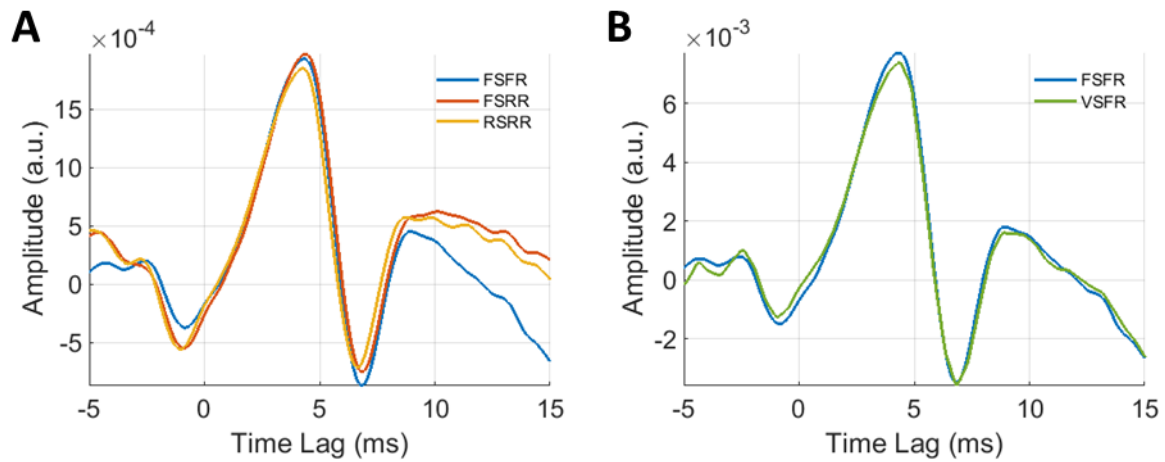 A
×10⁻⁴
Amplitude (a.u.)
15
10
5
0
-5
-5 0 5 10 15
Time Lag (ms)
FSFR
FSRR
RSRR
B
×10⁻³
Amplitude (a.u.)
6
4
2
0
-2
-5 0 5 10 15
Time Lag (ms)
FSFR
VSFR